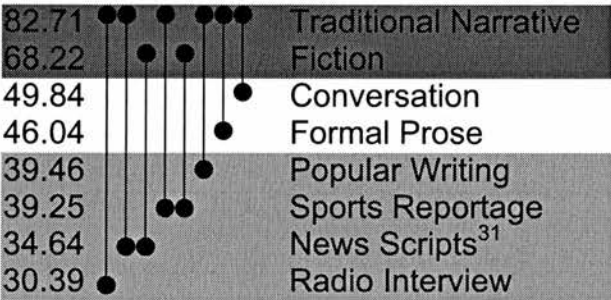 82.71 Traditional Narrative
68.22 Fiction
49.84 Conversation
46.04 Formal Prose
39.46 Popular Writing
39.25 Sports Reportage
34.64 News Scripts31
30.39 Radio Interview